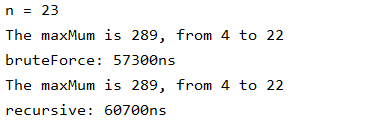 n = 23
The maxMum is 289, from 4 to 22
bruteForce: 57300ns
The maxMum is 289, from 4 to 22
recursive: 60700ns